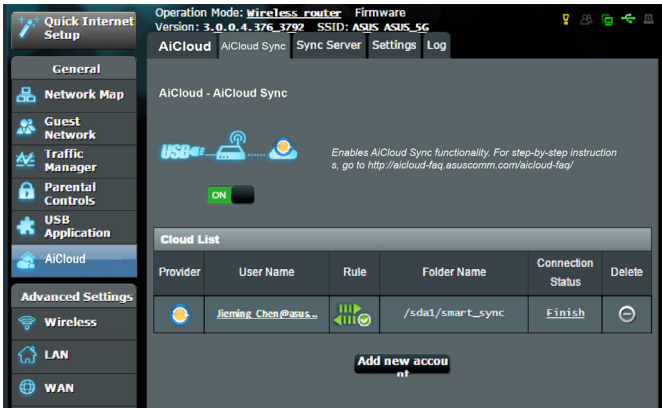 Quick Internet
Setup
General
Network Map
Guest
Network
Traffic
Manager
Parental
Controls
USB
Application
AiCloud
Advanced Settings
Wireless
LAN
WAN
Operation Mode: Wireless router Firmware
Version: 3.0.0.4.376_3792 SSID: ASUS ASUS_5G
AiCloud AiCloud Sync Sync Server Settings Log
AiCloud - AiCloud Sync
USB
Enables AiCloud Sync functionality. For step-by-step instruction
s, go to http://aicloud-faq.asuscomm.com/aicloud-faq/
ON
Cloud List
Provider User Name Rule Folder Name Connection Status Delete
Jieming_Chen@asus... /sda1/smart_sync Finish
Add new accou
nt